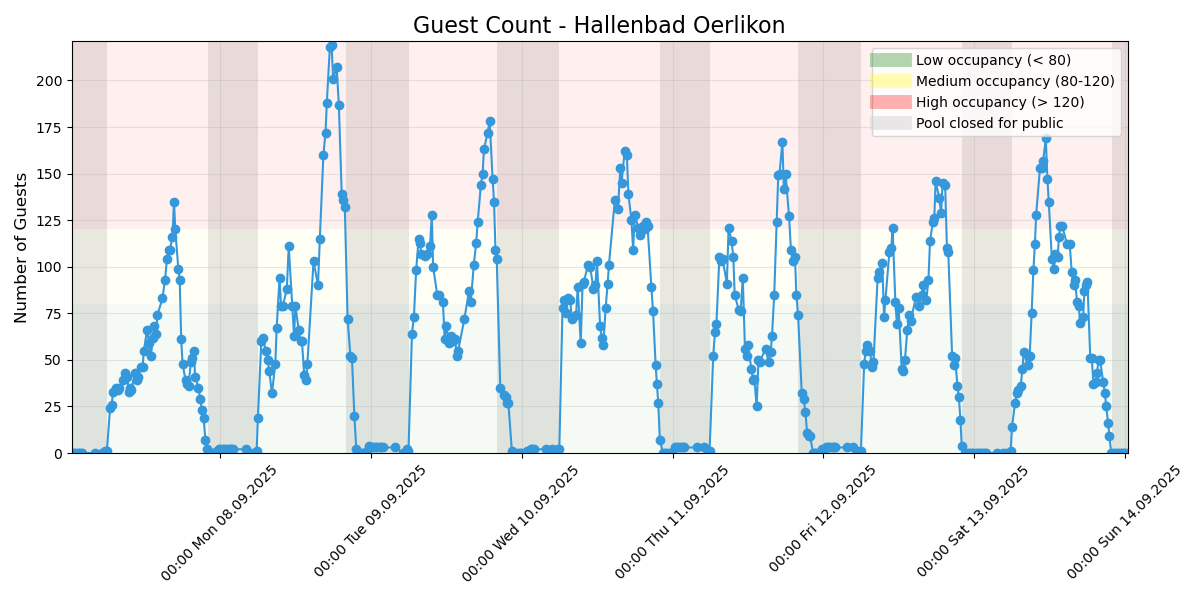 Guest Count - Hallenbad Oerlikon
Number of Guests
200
175
150
125
100
75
50
25
0
Low occupancy (< 80)
Medium occupancy (80-120)
High occupancy (> 120)
Pool closed for public
00:00 Mon 08.09.2025
00:00 Tue 09.09.2025
00:00 Wed 10.09.2025
00:00 Thu 11.09.2025
00:00 Fri 12.09.2025
00:00 Sat 13.09.2025
00:00 Sun 14.09.2025